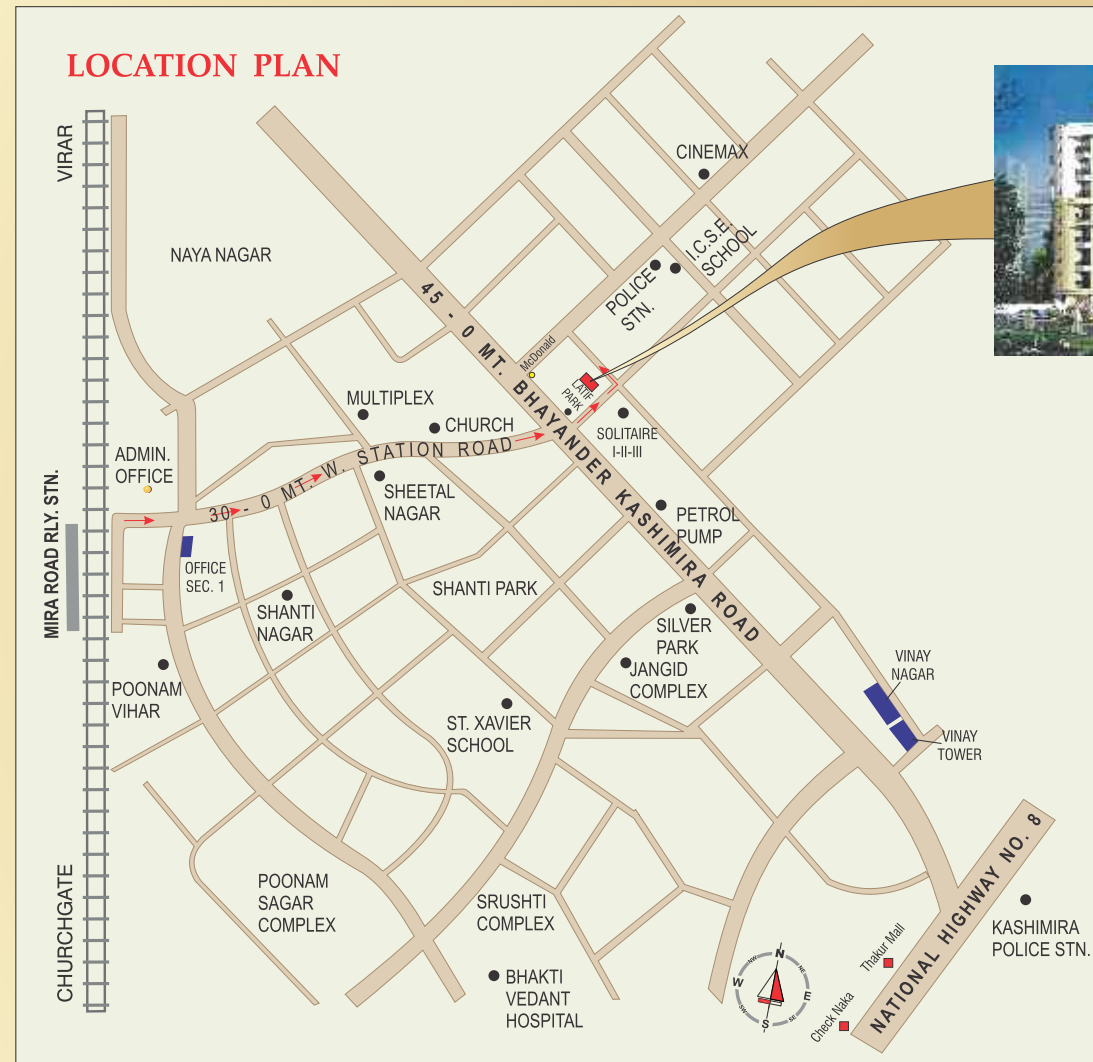 LOCATION PLAN
VIRAR
CINEMAX
NAYA NAGAR
I.C.S.E.
SCHOOL
POLICE
STN.
45 - 0 MT. BHAYANDER KASHIMIRA ROAD
McDonald
LATIF
PARK
MULTIPLEX
CHURCH
SOLITAIRE
I-II-III
ADMIN.
OFFICE
30 - 0 MT. W. STATION ROAD
SHEETAL
NAGAR
PETROL
PUMP
MIRA ROAD RLY. STN.
OFFICE
SEC. 1
SHANTI PARK
SHANTI
NAGAR
SILVER
PARK
JANGID
COMPLEX
VINAY
NAGAR
POONAM
VIHAR
ST. XAVIER
SCHOOL
VINAY
TOWER
CHURCHGATE
POONAM
SAGAR
COMPLEX
SRUSHTI
COMPLEX
NATIONAL HIGHWAY NO. 8
KASHIMIRA
POLICE STN.
Thakur Mall
BHAKTI
VEDANT
HOSPITAL
N
NW
NE
W
E
SW
SE
S
Check Naka